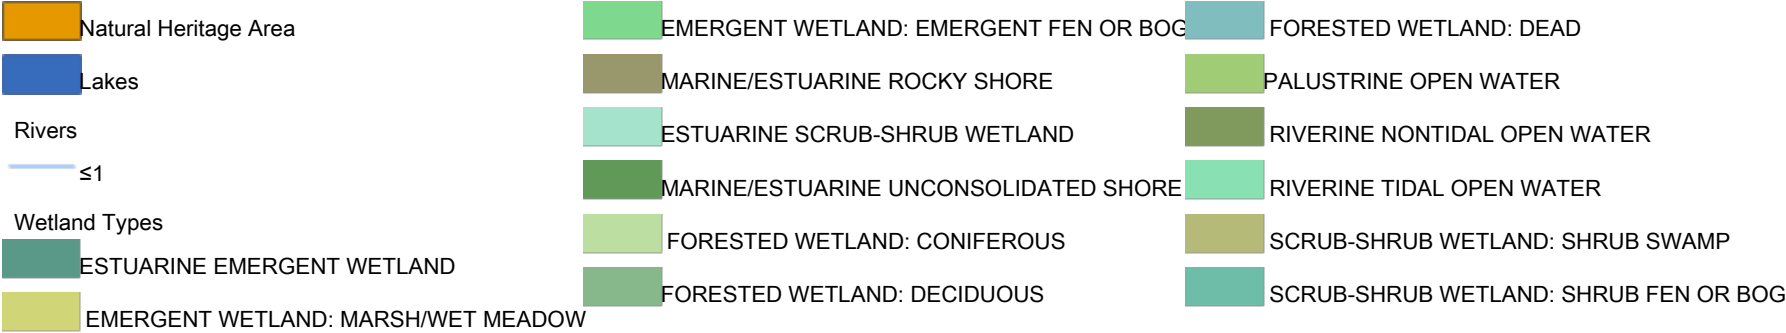 Natural Heritage Area
Lakes
Rivers
≤1
Wetland Types
ESTUARINE EMERGENT WETLAND
EMERGENT WETLAND: MARSH/WET MEADOW
EMERGENT WETLAND: EMERGENT FEN OR BOG
MARINE/ESTUARINE ROCKY SHORE
ESTUARINE SCRUB-SHRUB WETLAND
MARINE/ESTUARINE UNCONSOLIDATED SHORE
FORESTED WETLAND: CONIFEROUS
FORESTED WETLAND: DECIDUOUS
FORESTED WETLAND: DEAD
PALUSTRINE OPEN WATER
RIVERINE NONTIDAL OPEN WATER
RIVERINE TIDAL OPEN WATER
SCRUB-SHRUB WETLAND: SHRUB SWAMP
SCRUB-SHRUB WETLAND: SHRUB FEN OR BOG